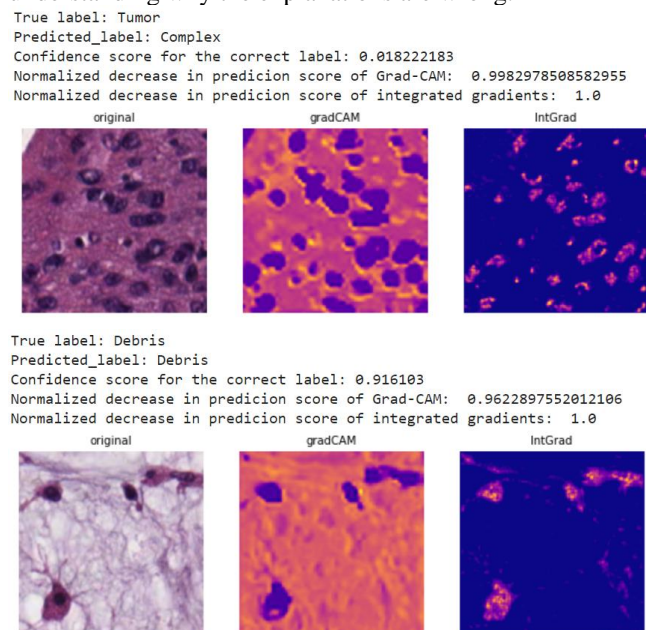 True label: Tumor
Predicted_label: Complex
Confidence score for the correct label: 0.018222183
Normalized decrease in predicion score of Grad-CAM: 0.9982978508582955
Normalized decrease in predicion score of integrated gradients: 1.0
original gradCAM IntGrad
True label: Debris
Predicted_label: Debris
Confidence score for the correct label: 0.916103
Normalized decrease in predicion score of Grad-CAM: 0.9622897552012106
Normalized decrease in predicion score of integrated gradients: 1.0
original gradCAM IntGrad